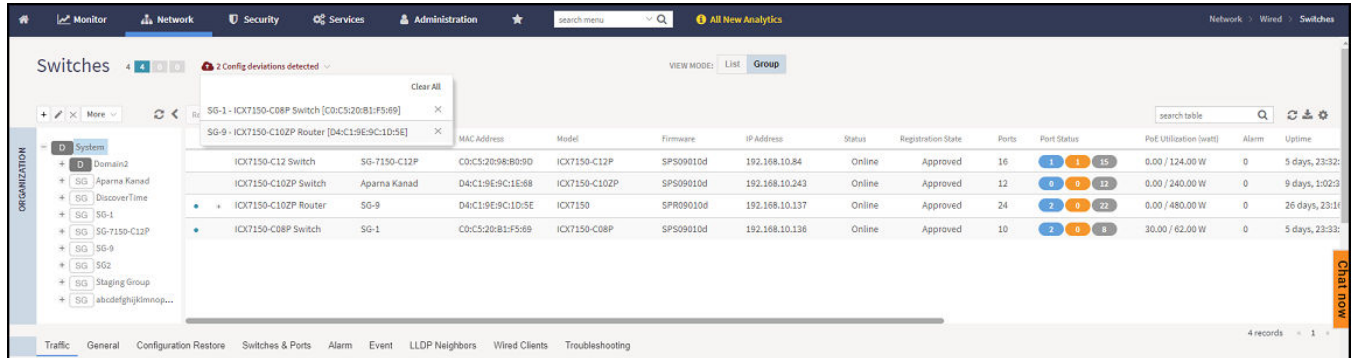 Monitor Network Security Services Administration search menu All New Analytics Network > Wired > Switches
Switches 4 4 0 0 2 Config deviations detected VIEW MODE: List Group
Clear All
SG-1 - ICX7150-C08P Switch [C0:C5:20:B1:F5:69] ×
SG-9 - ICX7150-C10ZP Router [D4:C1:9E:9C:1D:5E] ×
+ × More search table
MAC Address Model Firmware IP Address Status Registration State Ports Port Status PoE Utilization (watt) Alarm Uptime
ORGANIZATION
D System
+ D Domain2
+ SG Aparna Kanad
+ SG DiscoverTime
+ SG SG-1
+ SG SG-7150-C12P
+ SG SG-9
+ SG SG2
+ SG Staging Group
+ SG abcdefghijklmnop...
ICX7150-C12 Switch SG-7150-C12P C0:C5:20:98:B0:9D ICX7150-C12P SPS09010d 192.168.10.84 Online Approved 16 1 1 15 0.00 / 124.00 W 0 5 days, 23:32:
ICX7150-C10ZP Switch Aparna Kanad D4:C1:9E:9C:1E:68 ICX7150-C10ZP SPS09010d 192.168.10.243 Online Approved 12 0 0 12 0.00 / 240.00 W 0 9 days, 1:02:3
ICX7150-C10ZP Router SG-9 D4:C1:9E:9C:1D:5E ICX7150 SPR09010d 192.168.10.137 Online Approved 24 2 0 22 0.00 / 480.00 W 0 26 days, 23:16
ICX7150-C08P Switch SG-1 C0:C5:20:B1:F5:69 ICX7150-C08P SPS09010d 192.168.10.136 Online Approved 10 2 0 8 30.00 / 62.00 W 0 5 days, 23:33:
Chat now
4 records « 1 »
Traffic General Configuration Restore Switches & Ports Alarm Event LLDP Neighbors Wired Clients Troubleshooting